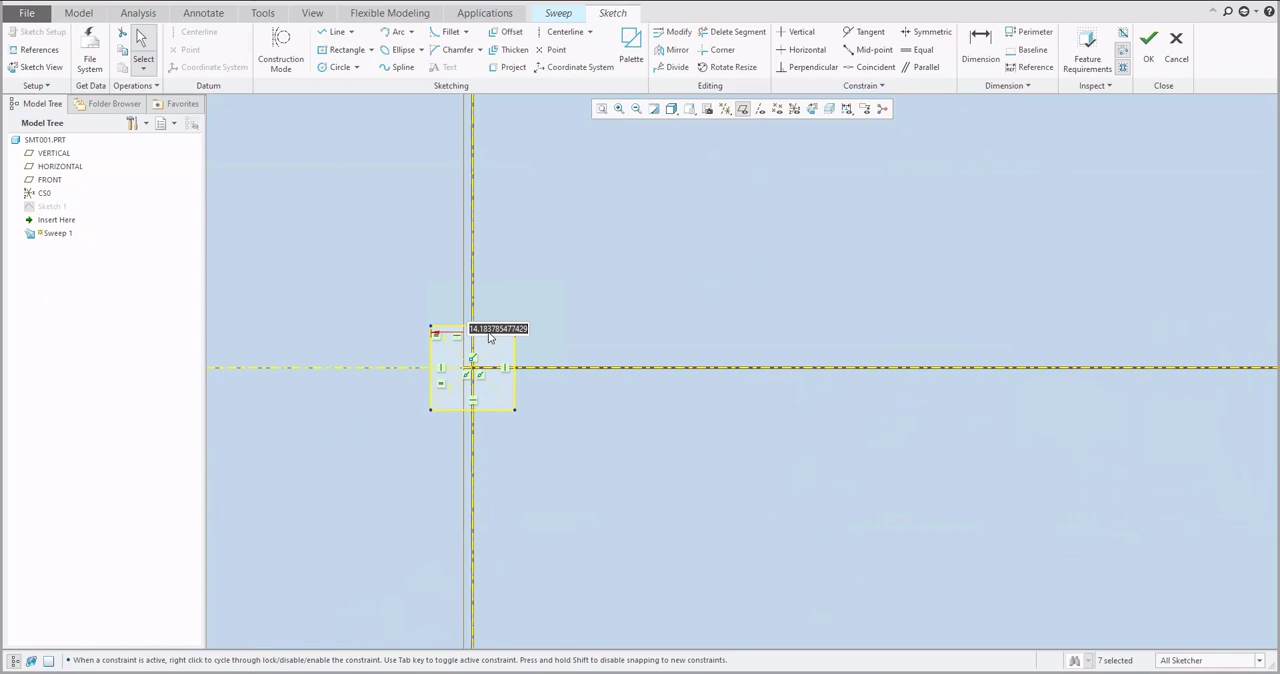 File Model Analysis Annotate Tools View Flexible Modeling Applications Sweep Sketch
Sketch Setup
References
Sketch View
Setup
File System
Get Data
Select
Operations
Centerline
Point
Coordinate System
Datum
Construction Mode
Line Arc Fillet Offset Centerline
Rectangle Ellipse Chamfer Thicken Point
Circle Spline Text Project Coordinate System
Palette
Sketching
Modify Delete Segment
Mirror Corner
Divide Rotate Resize
Editing
Vertical Tangent Symmetric
Horizontal Mid-point Equal
Perpendicular Coincident Parallel
Constrain
Dimension
Perimeter
Baseline
Reference
Dimension
Feature Requirements
Inspect
OK Cancel
Close
Model Tree Folder Browser Favorites
Model Tree
SMT001.PRT
VERTICAL
HORIZONTAL
FRONT
CS0
Sketch 1
Insert Here
Sweep 1
14.183785477429
• When a constraint is active, right click to cycle through lock/disable/enable the constraint. Use Tab key to toggle active constraint. Press and hold Shift to disable snapping to new constraints.
7 selected
All Sketcher